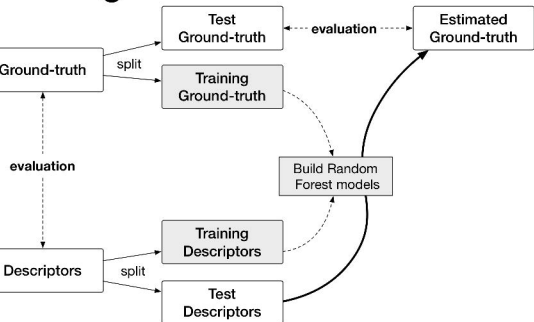 Test
Ground-truth
evaluation
Estimated
Ground-truth
Ground-truth
split
Training
Ground-truth
evaluation
Build Random
Forest models
Training
Descriptors
Descriptors
split
Test
Descriptors